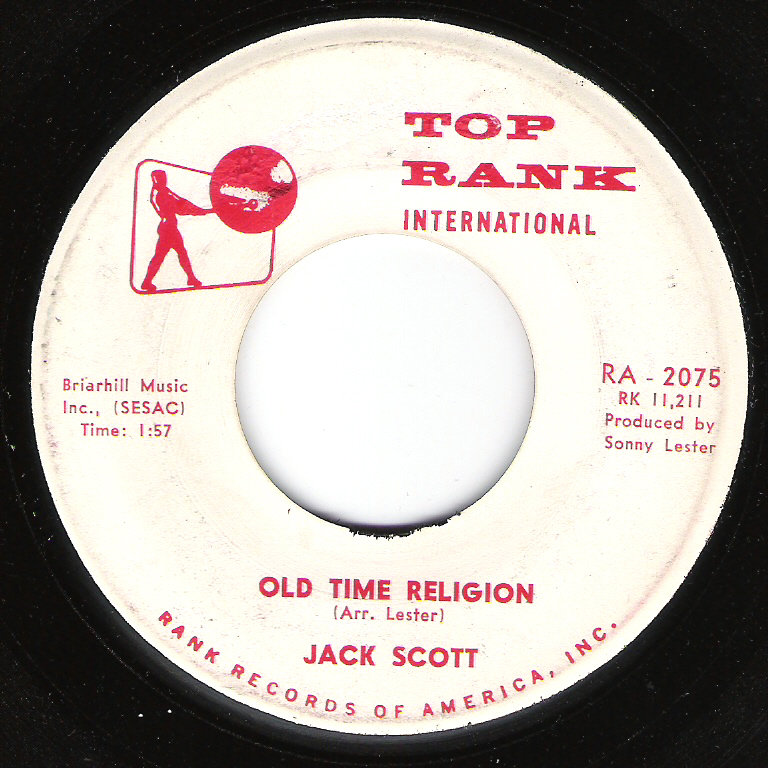 TOP
RANK
INTERNATIONAL
Briarhill Music
Inc., (SESAC)
Time: 1:57
RA - 2075
RK 11,211
Produced by
Sonny Lester
OLD TIME RELIGION
(Arr. Lester)
JACK SCOTT
RANK RECORDS OF AMERICA, INC.